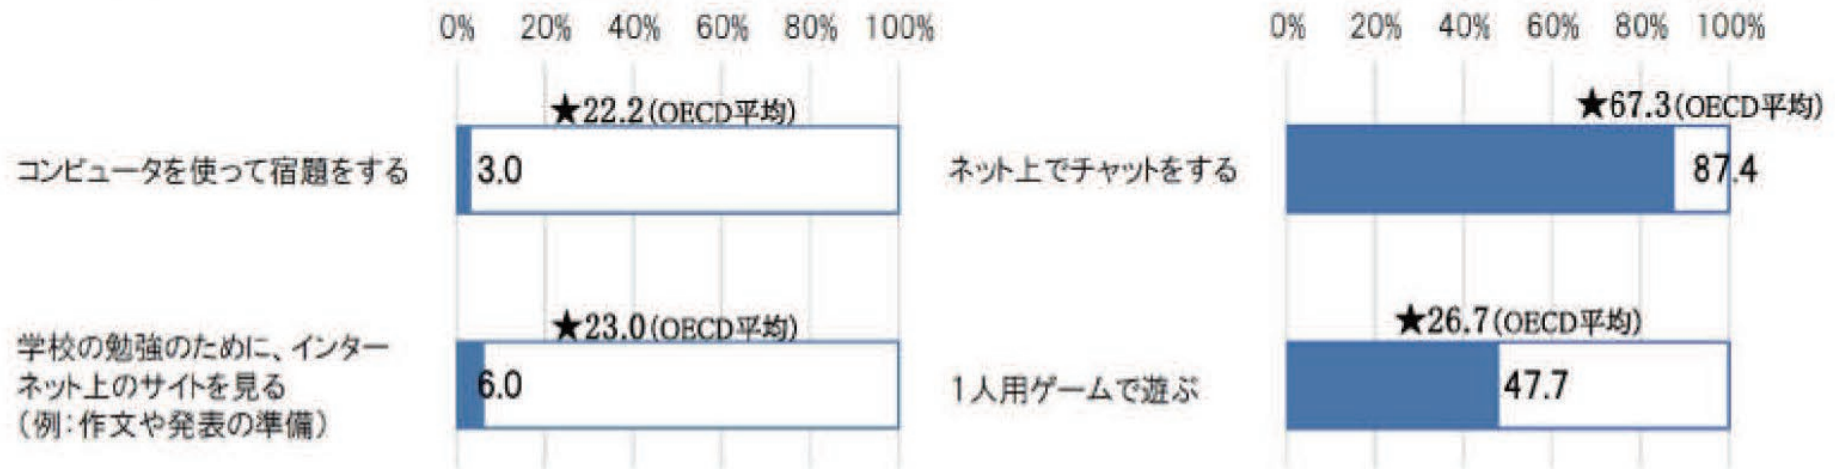 0% 20% 40% 60% 80% 100%
★22.2(OECD平均)
コンピュータを使って宿題をする
3.0
★23.0(OECD平均)
学校の勉強のために、インター
ネット上のサイトを見る
(例:作文や発表の準備)
6.0
0% 20% 40% 60% 80% 100%
★67.3(OECD平均)
ネット上でチャットをする
87.4
★26.7(OECD平均)
1人用ゲームで遊ぶ
47.7